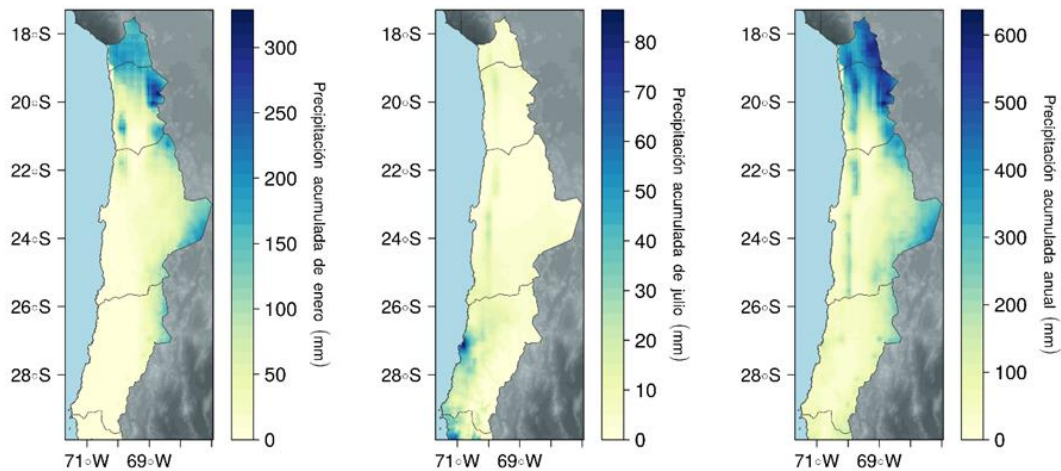 18○S
20○S
22○S
24○S
26○S
28○S
71○W 69○W
300
250
200
150
100
50
0
Precipitación acumulada de enero (mm)
18○S
20○S
22○S
24○S
26○S
28○S
71○W 69○W
80
70
60
50
40
30
20
10
0
Precipitación acumulada de julio (mm)
18○S
20○S
22○S
24○S
26○S
28○S
71○W 69○W
600
500
400
300
200
100
0
Precipitación acumulada anual (mm)